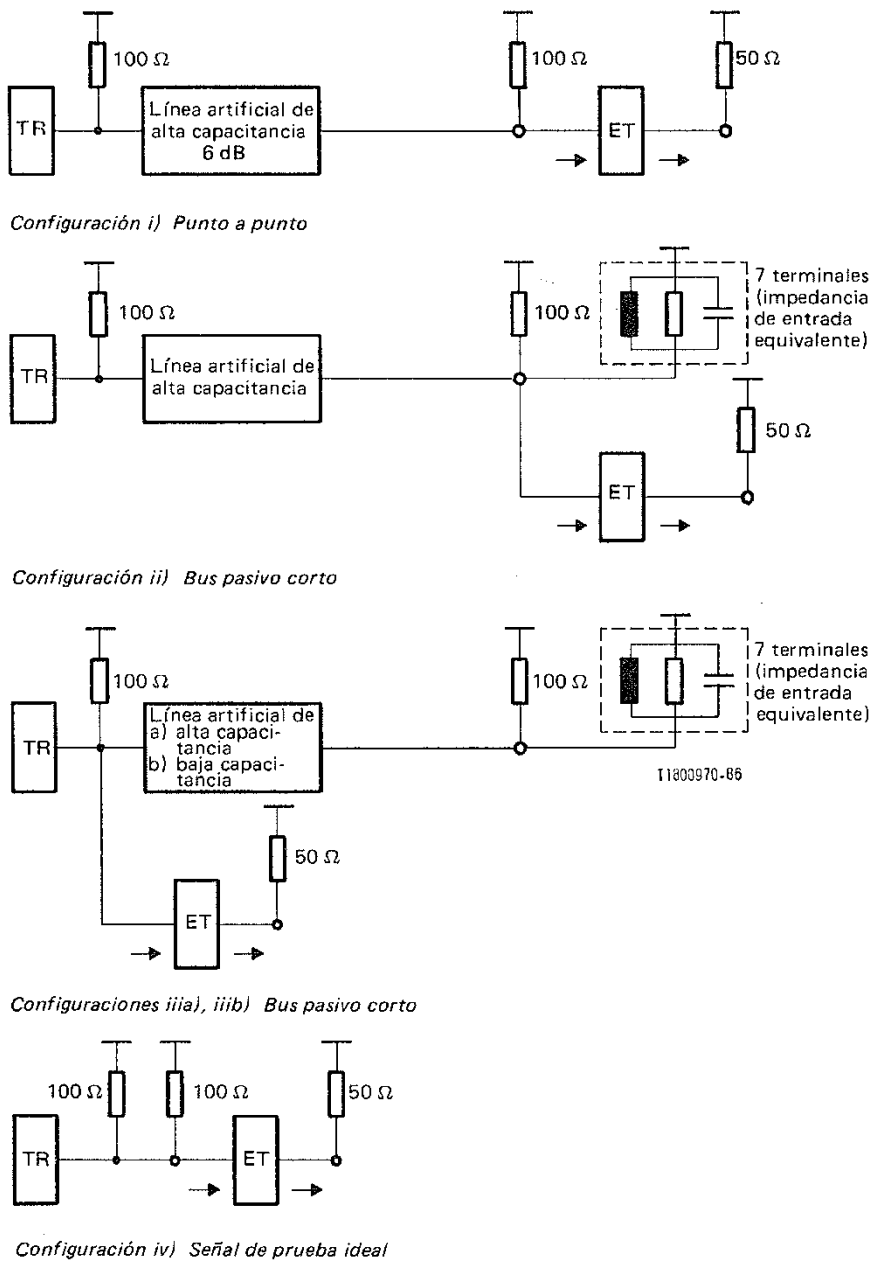 100 Ω
100 Ω
50 Ω
TR
Línea artificial de
alta capacitancia
6 dB
ET
Configuración i) Punto a punto
100 Ω
100 Ω
7 terminales
(impedancia
de entrada
equivalente)
TR
Línea artificial de
alta capacitancia
50 Ω
ET
Configuración ii) Bus pasivo corto
100 Ω
100 Ω
7 terminales
(impedancia
de entrada
equivalente)
TR
Línea artificial de
a) alta capaci-
tancia
b) baja capaci-
tancia
T1800970-86
50 Ω
ET
Configuraciones iiia), iiib) Bus pasivo corto
100 Ω
100 Ω
50 Ω
TR
ET
Configuración iv) Señal de prueba ideal